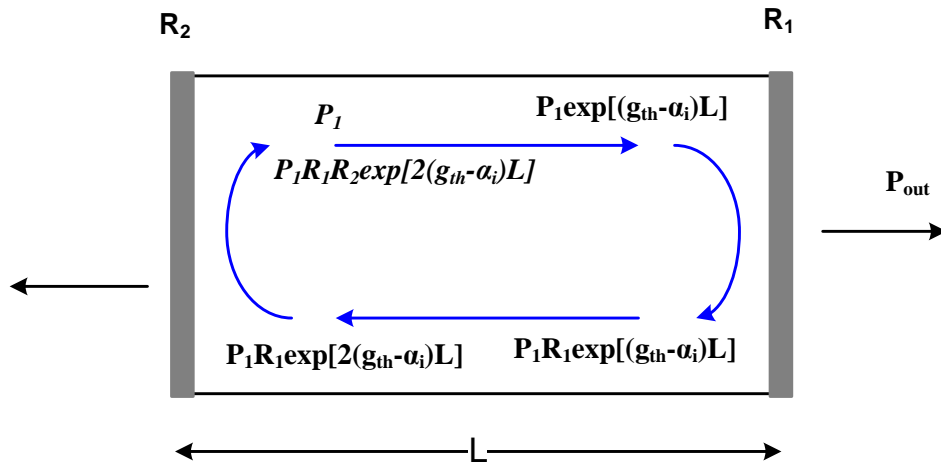 R₂
R₁
P₁
P₁exp[(gₜₕ-αᵢ)L]
P₁R₁R₂exp[2(gₜₕ-αᵢ)L]
Pₒᵤₜ
P₁R₁exp[2(gₜₕ-αᵢ)L]
P₁R₁exp[(gₜₕ-αᵢ)L]
L